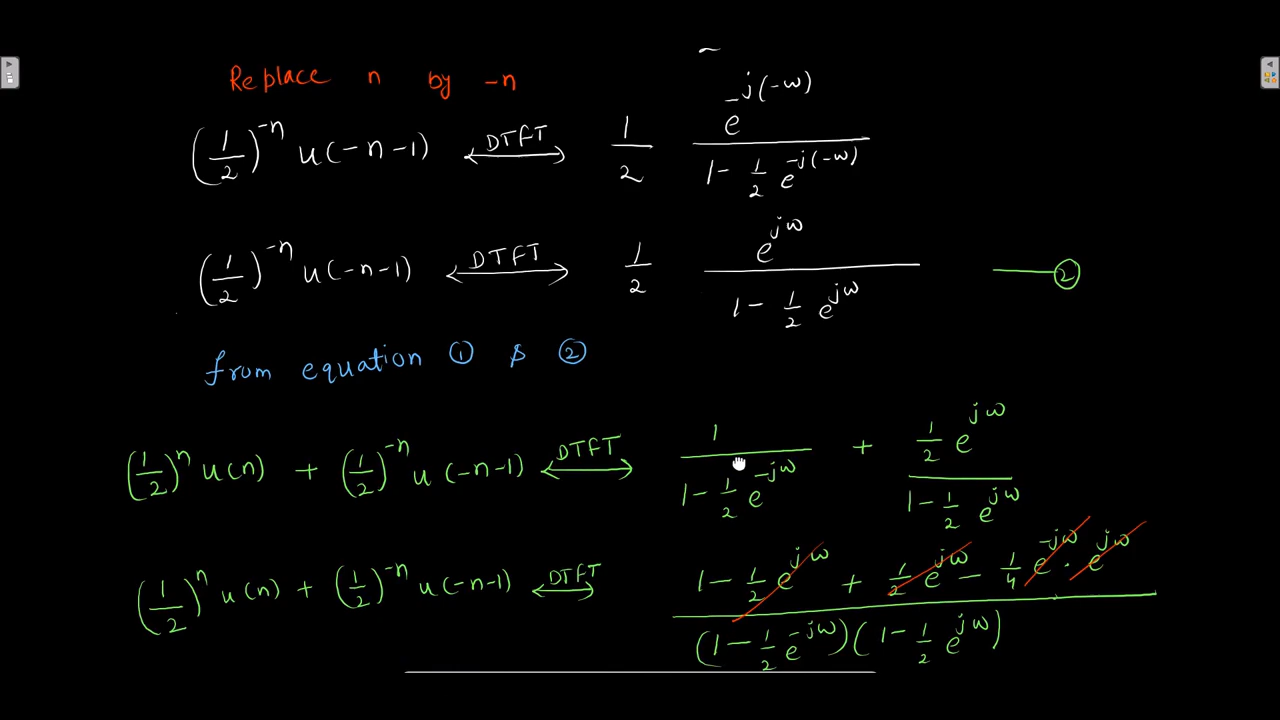 Replace n by -n
(1/2)^{-n} u(-n-1) <--DTFT--> 1/2 e^{-j(-ω)} / (1 - 1/2 e^{-j(-ω)})
(1/2)^{-n} u(-n-1) <--DTFT--> 1/2 e^{jω} / (1 - 1/2 e^{jω}) —— ②
from equation ① & ②
(1/2)^n u(n) + (1/2)^{-n} u(-n-1) <--DTFT--> 1 / (1 - 1/2 e^{-jω}) + 1/2 e^{jω} / (1 - 1/2 e^{jω})
(1/2)^n u(n) + (1/2)^{-n} u(-n-1) <--DTFT--> (1 - 1/2 e^{jω} + 1/2 e^{jω} - 1/4 e^{-jω} · e^{jω}) / ((1 - 1/2 e^{-jω})(1 - 1/2 e^{jω}))